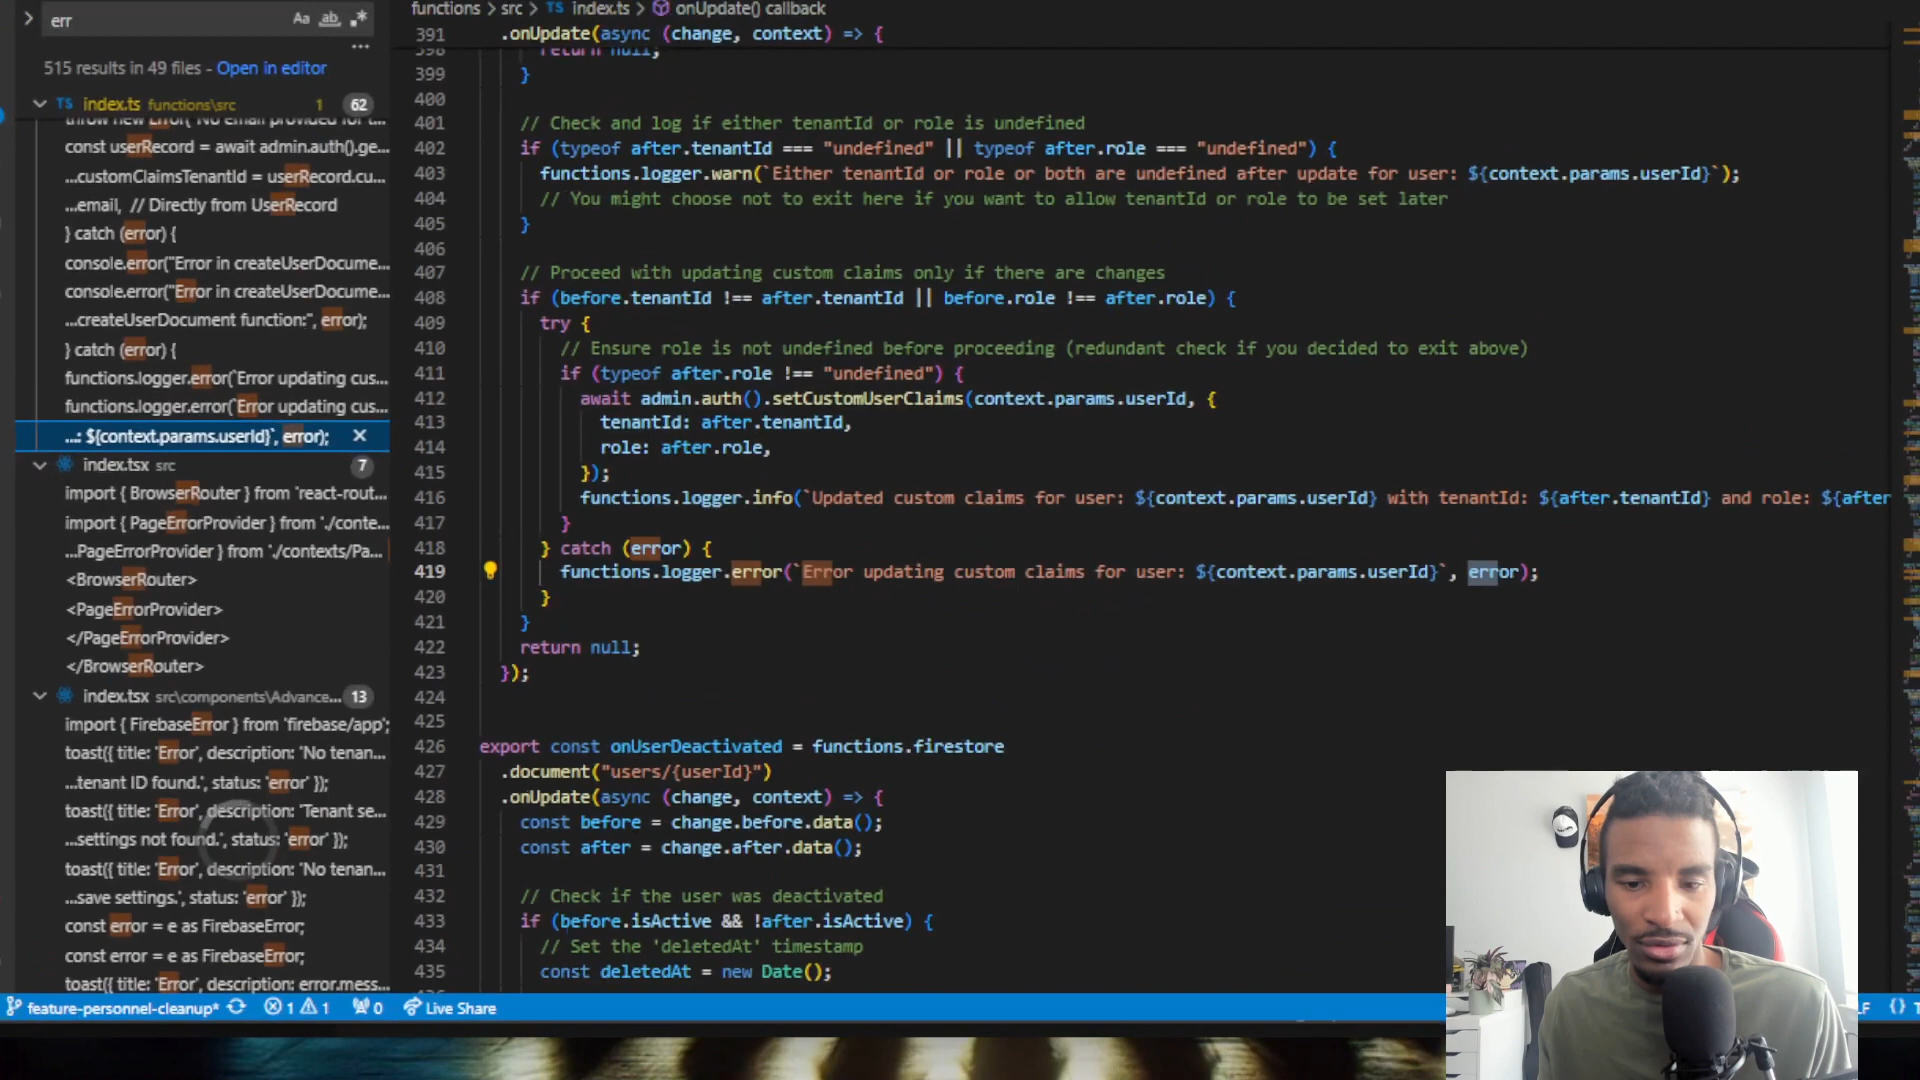 err
Aa ab .*
515 results in 49 files - Open in editor
TS index.ts functions\src 1 62
throw new Error("No email provided for t...
const userRecord = await admin.auth().ge...
...customClaimsTenantId = userRecord.cu...
...email, // Directly from UserRecord
} catch (error) {
console.error("Error in createUserDocume...
console.error("Error in createUserDocume...
...createUserDocument function:", error);
} catch (error) {
functions.logger.error(`Error updating cus...
functions.logger.error(`Error updating cus...
...: ${context.params.userId}`, error);
index.tsx src 7
import { BrowserRouter } from 'react-rout...
import { PageErrorProvider } from './conte...
...PageErrorProvider } from './contexts/Pa...
<BrowserRouter>
<PageErrorProvider>
</PageErrorProvider>
</BrowserRouter>
index.tsx src\components\Advance... 13
import { FirebaseError } from 'firebase/app';
toast({ title: 'Error', description: 'No tenan...
...tenant ID found.', status: 'error' });
toast({ title: 'Error', description: 'Tenant se...
...settings not found.', status: 'error' });
toast({ title: 'Error', description: 'No tenan...
...save settings.', status: 'error' });
const error = e as FirebaseError;
const error = e as FirebaseError;
toast({ title: 'Error', description: error.mess...
functions > src > TS index.ts > onUpdate() callback
391 .onUpdate(async (change, context) => {
398 return null;
399 }
400
401 // Check and log if either tenantId or role is undefined
402 if (typeof after.tenantId === "undefined" || typeof after.role === "undefined") {
403 functions.logger.warn(`Either tenantId or role or both are undefined after update for user: ${context.params.userId}`);
404 // You might choose not to exit here if you want to allow tenantId or role to be set later
405 }
406
407 // Proceed with updating custom claims only if there are changes
408 if (before.tenantId !== after.tenantId || before.role !== after.role) {
409 try {
410 // Ensure role is not undefined before proceeding (redundant check if you decided to exit above)
411 if (typeof after.role !== "undefined") {
412 await admin.auth().setCustomUserClaims(context.params.userId, {
413 tenantId: after.tenantId,
414 role: after.role,
415 });
416 functions.logger.info(`Updated custom claims for user: ${context.params.userId} with tenantId: ${after.tenantId} and role: ${after
417 }
418 } catch (error) {
419 functions.logger.error(`Error updating custom claims for user: ${context.params.userId}`, error);
420 }
421 }
422 return null;
423 });
424
425
426 export const onUserDeactivated = functions.firestore
427 .document("users/{userId}")
428 .onUpdate(async (change, context) => {
429 const before = change.before.data();
430 const after = change.after.data();
431
432 // Check if the user was deactivated
433 if (before.isActive && !after.isActive) {
434 // Set the 'deletedAt' timestamp
435 const deletedAt = new Date();
feature-personnel-cleanup* 1 1 0 Live Share
LF {}